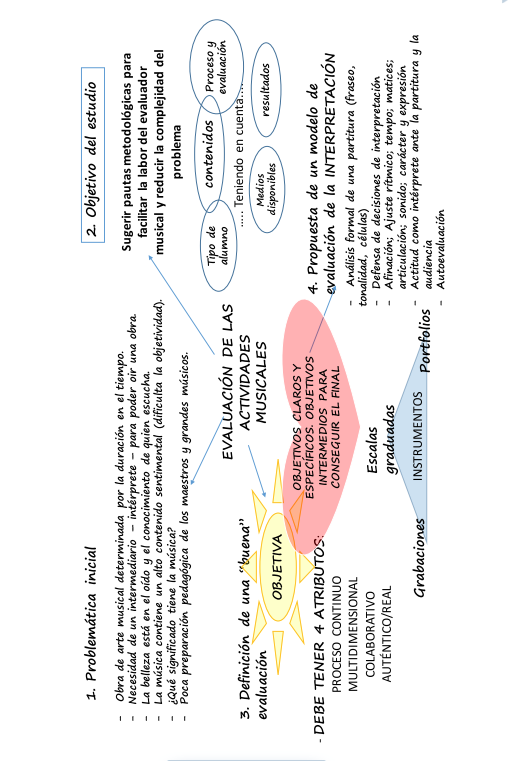 1. Problemática inicial
- Obra de arte musical determinada por la duración en el tiempo.
- Necesidad de un intermediario – intérprete – para poder oir una obra.
- La belleza está en el oído y el conocimiento de quien escucha.
- La música contiene un alto contenido sentimental (dificulta la objetividad).
- ¿Qué significado tiene la música?
- Poca preparación pedagógica de los maestros y grandes músicos.
2. Objetivo del estudio
Sugerir pautas metodológicas para
facilitar la labor del evaluador
musical y reducir la complejidad del
problema
Tipo de
alumno
contenidos
Proceso y
evaluación
..... Teniendo en cuenta....
Medios
disponibles
resultados
EVALUACIÓN DE LAS
ACTIVIDADES
MUSICALES
3. Definición de una “buena”
evaluación
OBJETIVA
- DEBE TENER 4 ATRIBUTOS:
PROCESO CONTINUO
MULTIDIMENSIONAL
COLABORATIVO
AUTÉNTICO/REAL
OBJETIVOS CLAROS Y
ESPECÍFICOS. OBJETIVOS
INTERMEDIOS PARA
CONSEGUIR EL FINAL
Escalas
graduadas
INSTRUMENTOS
Grabaciones
Portfolios
4. Propuesta de un modelo de
evaluación de la INTERPRETACIÓN
- Análisis formal de una partitura (fraseo,
tonalidad, células)
- Defensa de decisiones de interpretación
- Afinación; Ajuste rítmico; tempo; matices;
articulación; sonido; carácter y expresión
- Actitud como intérprete ante la partitura y la
audiencia
- Autoevaluación